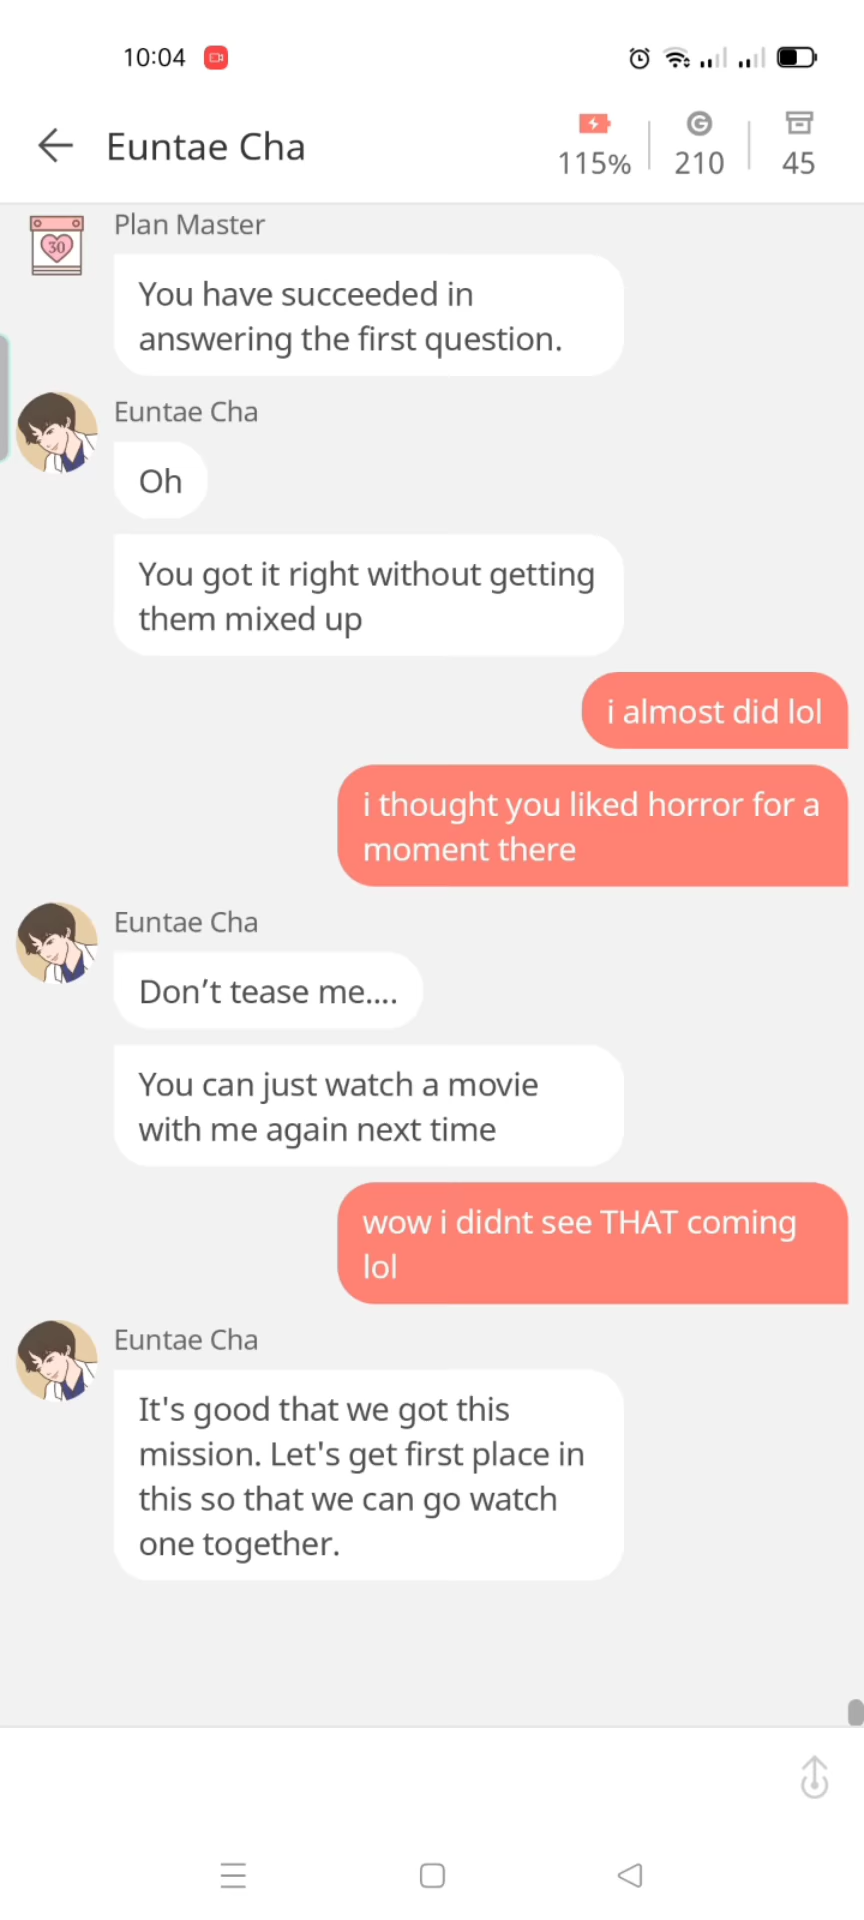 10:04
Euntae Cha
115%
210
45
30
Plan Master
You have succeeded in
answering the first question.
Euntae Cha
Oh
You got it right without getting
them mixed up
i almost did lol
i thought you liked horror for a
moment there
Euntae Cha
Don’t tease me....
You can just watch a movie
with me again next time
wow i didnt see THAT coming
lol
Euntae Cha
It's good that we got this
mission. Let's get first place in
this so that we can go watch
one together.